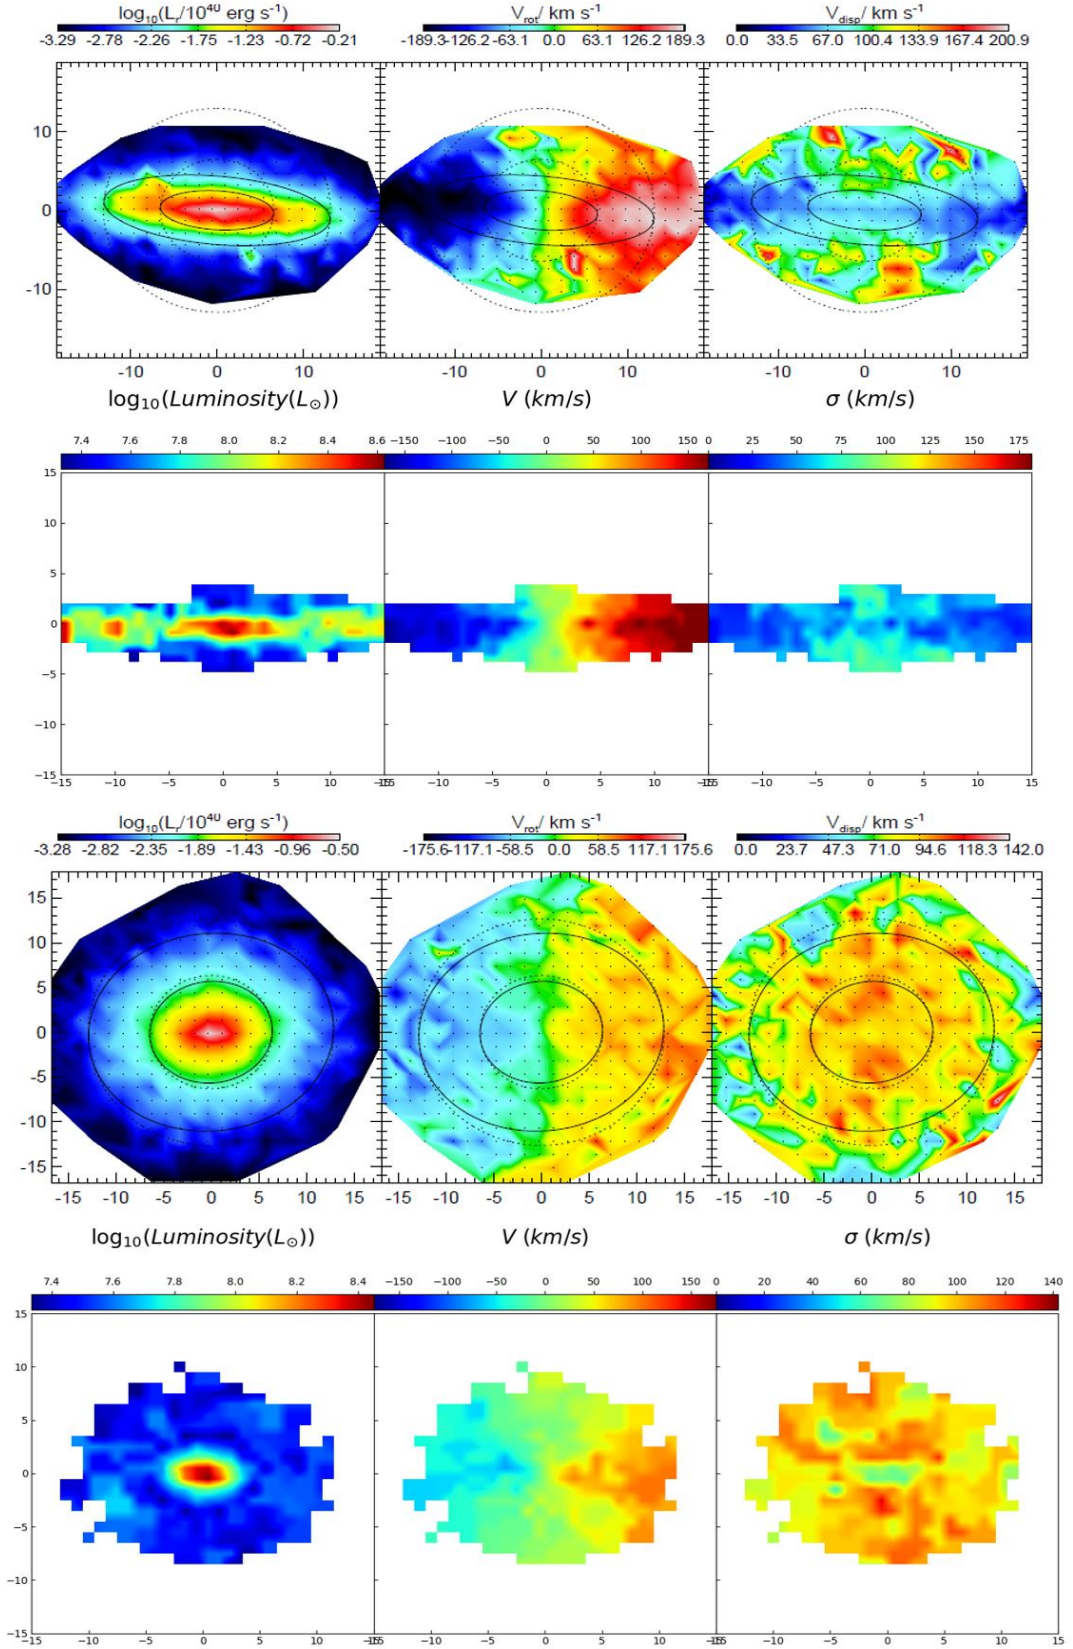 log10(Lr/10^40 erg s^-1) Vrot/ km s^-1 Vdisp/ km s^-1
-3.29 -2.78 -2.26 -1.75 -1.23 -0.72 -0.21 -189.3 -126.2 -63.1 0.0 63.1 126.2 189.3 0.0 33.5 67.0 100.4 133.9 167.4 200.9
10
0
-10
-10 0 10 -10 0 10 -10 0 10
log10(Luminosity(L⊙)) V (km/s) σ (km/s)
7.4 7.6 7.8 8.0 8.2 8.4 8.6 −150 −100 −50 0 50 100 150 0 25 50 75 100 125 150 175
15
10
5
0
−5
−10
−15
−15 −10 −5 0 5 10 −15 −10 −5 0 5 10 −15 −10 −5 0 5 10 15
log10(Lr/10^40 erg s^-1) Vrot/ km s^-1 Vdisp/ km s^-1
-3.28 -2.82 -2.35 -1.89 -1.43 -0.96 -0.50 -175.6 -117.1 -58.5 0.0 58.5 117.1 175.6 0.0 23.7 47.3 71.0 94.6 118.3 142.0
15
10
5
0
-5
-10
-15
-15 -10 -5 0 5 10 15 -15 -10 -5 0 5 10 15 -15 -10 -5 0 5 10 15
log10(Luminosity(L⊙)) V (km/s) σ (km/s)
7.4 7.6 7.8 8.0 8.2 8.4 −150 −100 −50 0 50 100 150 0 20 40 60 80 100 120 140
15
10
5
0
−5
−10
−15
−15 −10 −5 0 5 10 −10 −5 0 5 10 −10 −5 0 5 10 15